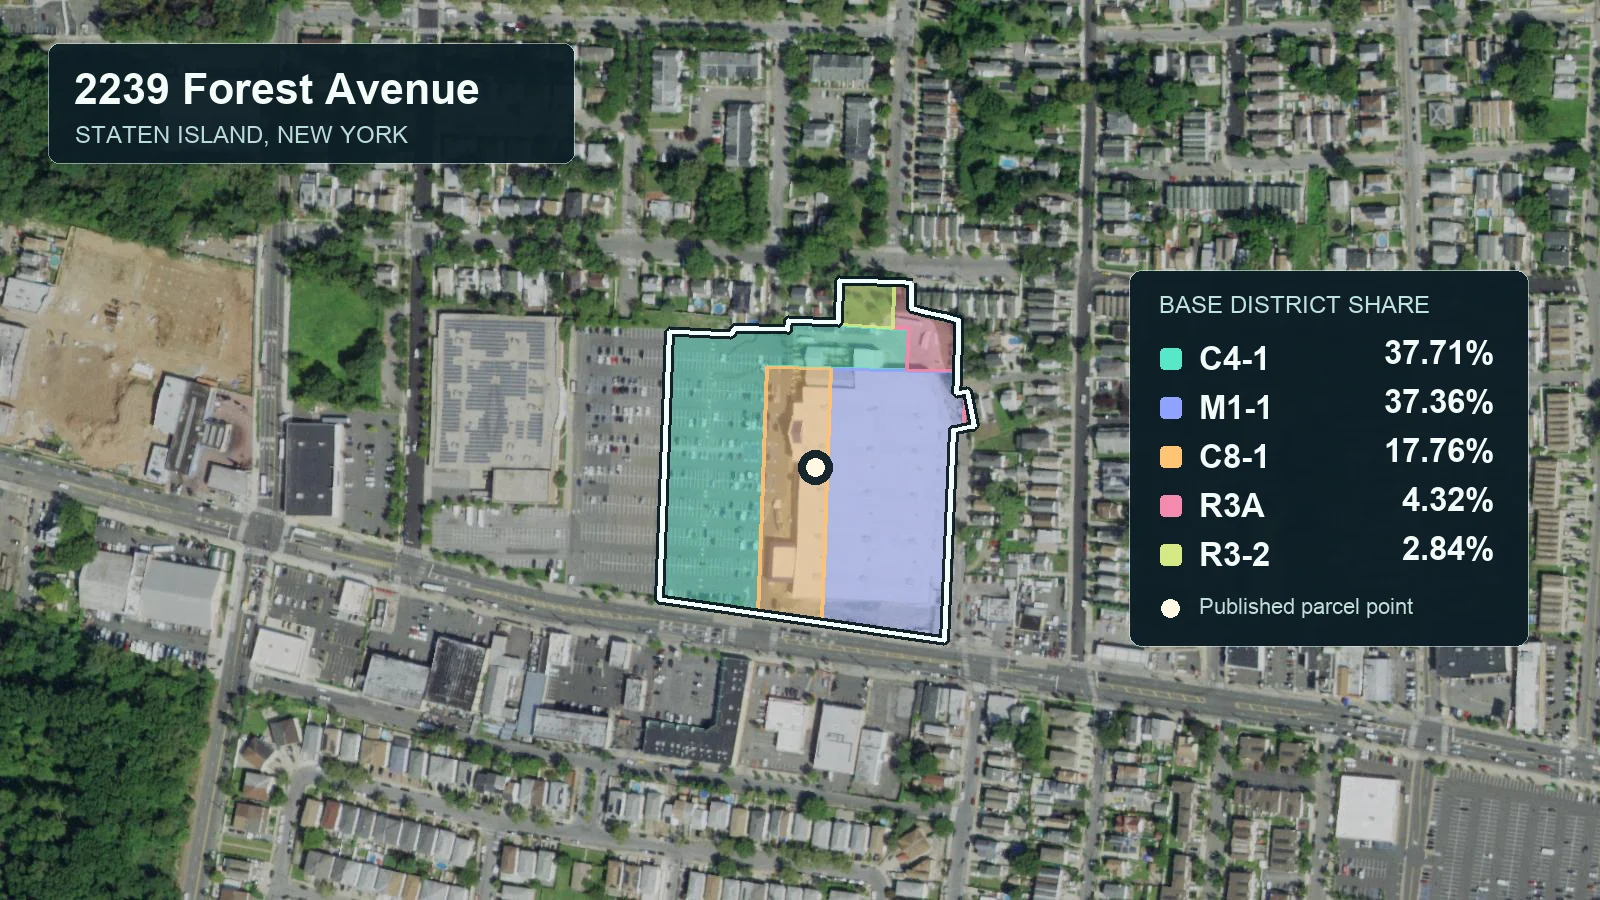 2239 Forest Avenue
STATEN ISLAND, NEW YORK
BASE DISTRICT SHARE
C4-1 37.71%
M1-1 37.36%
C8-1 17.76%
R3A 4.32%
R3-2 2.84%
Published parcel point